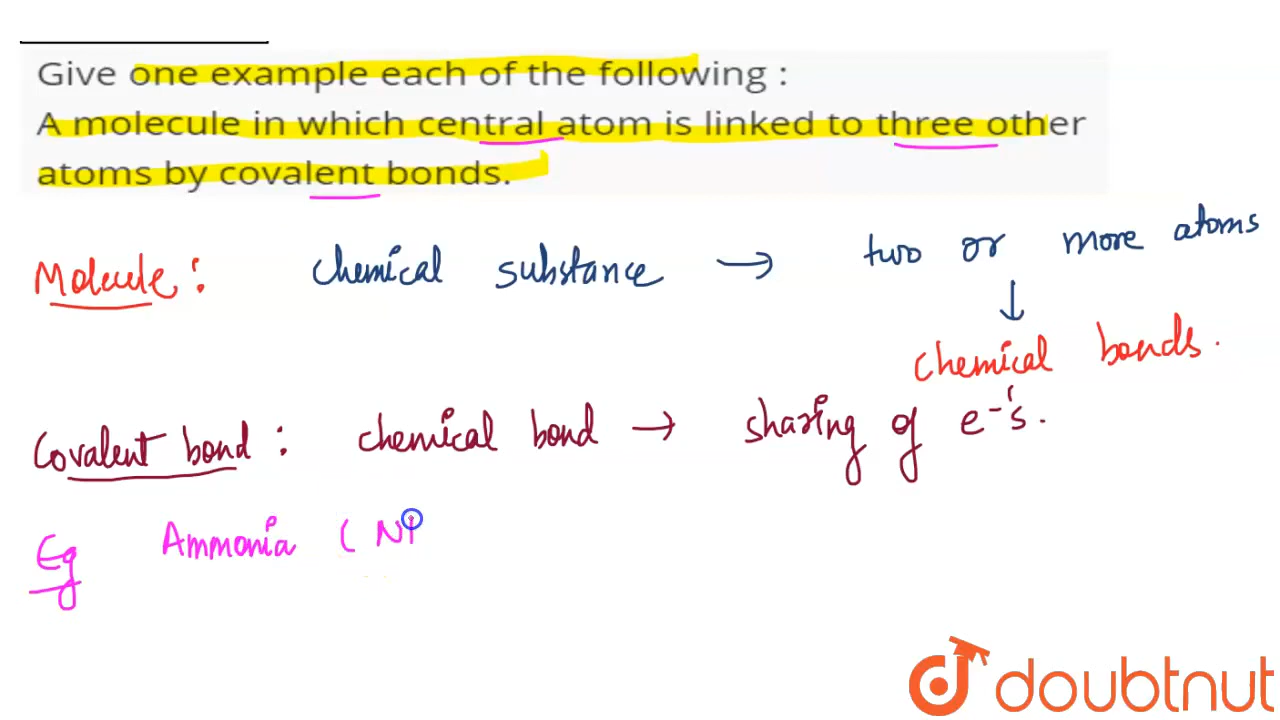 Give one example each of the following :
A molecule in which central atom is linked to three other
atoms by covalent bonds.
Molecule : chemical substance → two or more atoms
↓
chemical bonds.
Covalent bond : chemical bond → sharing of e-'s.
Eg Ammonia ( N
doubtnut